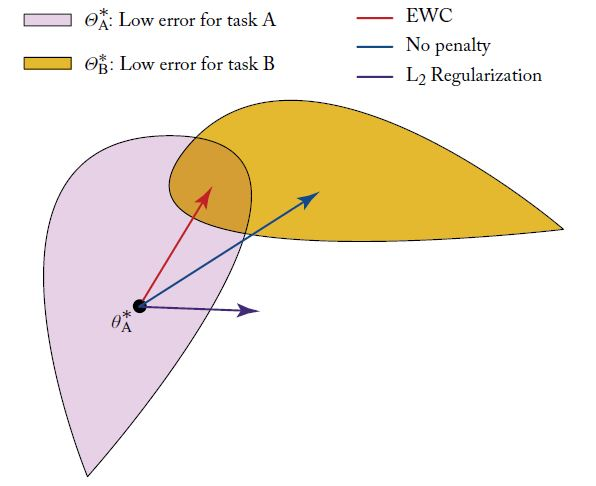 Θ*A: Low error for task A
Θ*B: Low error for task B
EWC
No penalty
L2 Regularization
θ*A